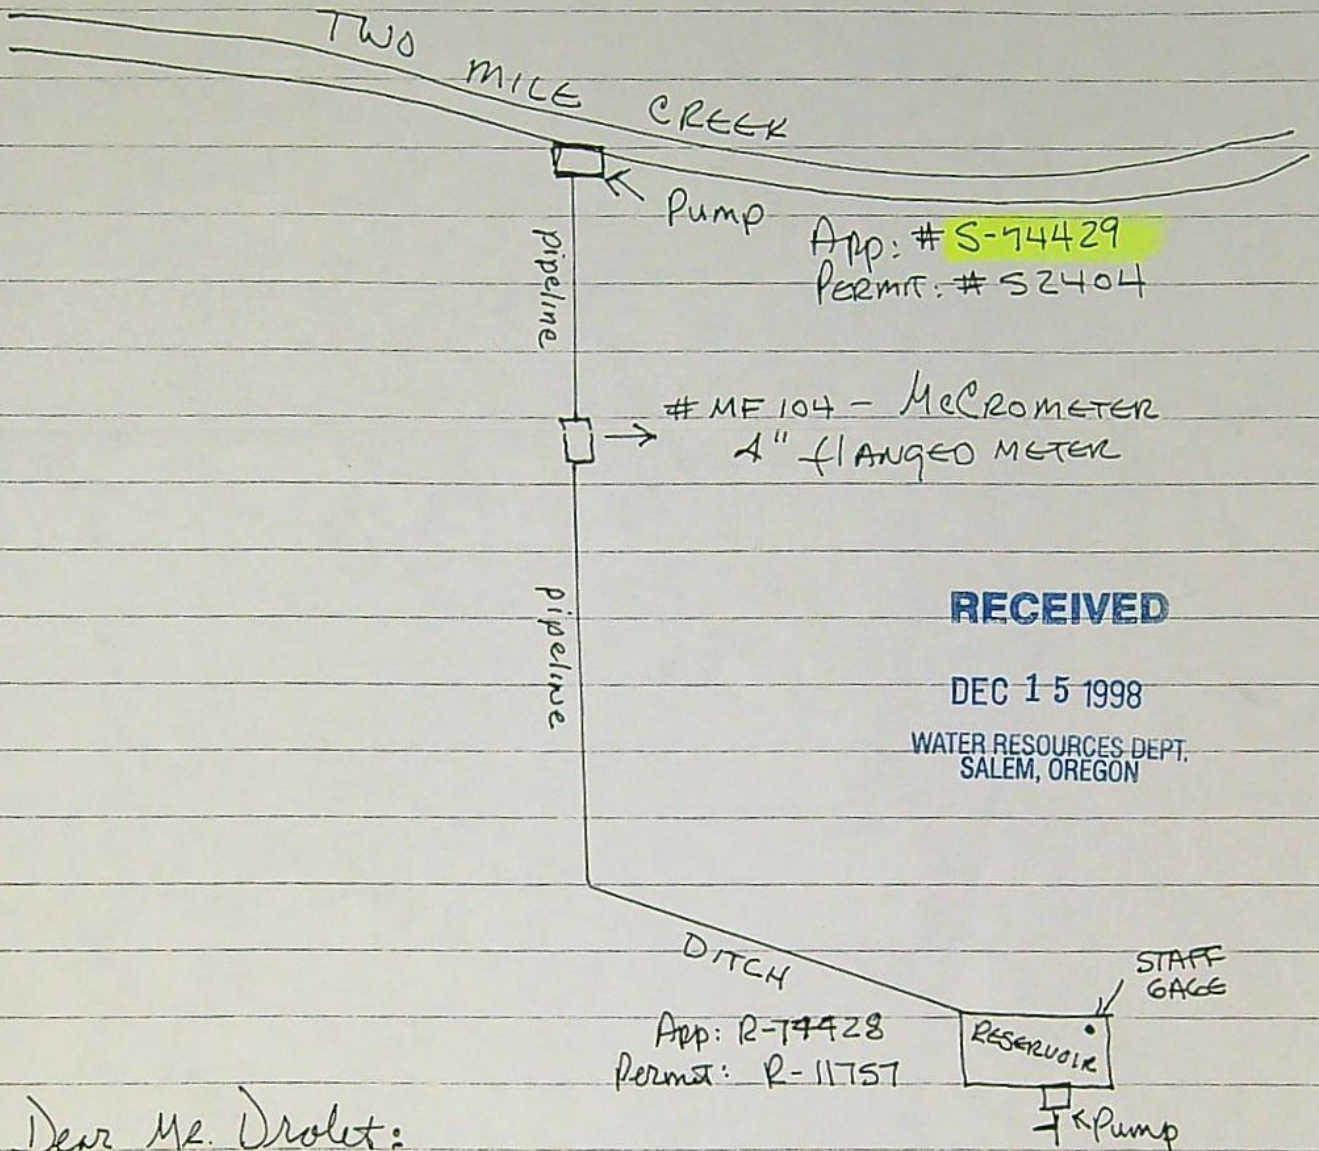 TWO MILE CREEK
Pump
App: # S-74429
PERMIT: # S2404
pipeline
# MF 104 - McCROMETER
4" flANGED METER
pipeline
RECEIVED
DEC 15 1998
WATER RESOURCES DEPT.
SALEM, OREGON
DITCH
STAFF
GAGE
RESERVOIR
App: R-74428
Permit: R-11757
Pump
Dear Mr. Drolet: